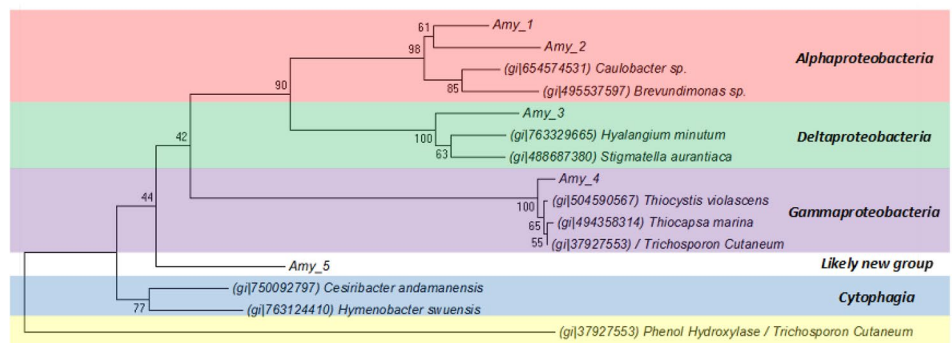 61 Amy_1
Amy_2
98
Alphaproteobacteria
(gi|654574531) Caulobacter sp.
85 (gi|495537597) Brevundimonas sp.
90
Amy_3
100 (gi|763329665) Hyalangium minutum
Deltaproteobacteria
42
63 (gi|488687380) Stigmatella aurantiaca
Amy_4
44
100 (gi|504590567) Thiocystis violascens
Gammaproteobacteria
65 (gi|494358314) Thiocapsa marina
55 (gi|37927553) / Trichosporon Cutaneum
Amy_5
Likely new group
(gi|750092797) Cesiribacter andamanensis
Cytophagia
77 (gi|763124410) Hymenobacter swuensis
(gi|37927553) Phenol Hydroxylase / Trichosporon Cutaneum